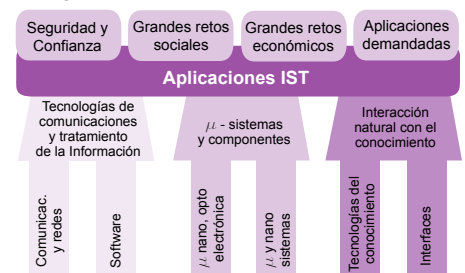 Seguridad y
Confianza
Grandes retos
sociales
Grandes retos
económicos
Aplicaciones
demandadas
Aplicaciones IST
Tecnologías de
comunicaciones
y tratamiento
de la Información
μ - sistemas
y componentes
Interacción
natural con el
conocimiento
Comunicac.
y redes
Software
μ nano, opto
electrónica
μ y nano
sistemas
Tecnologías del
conocimiento
Interfaces